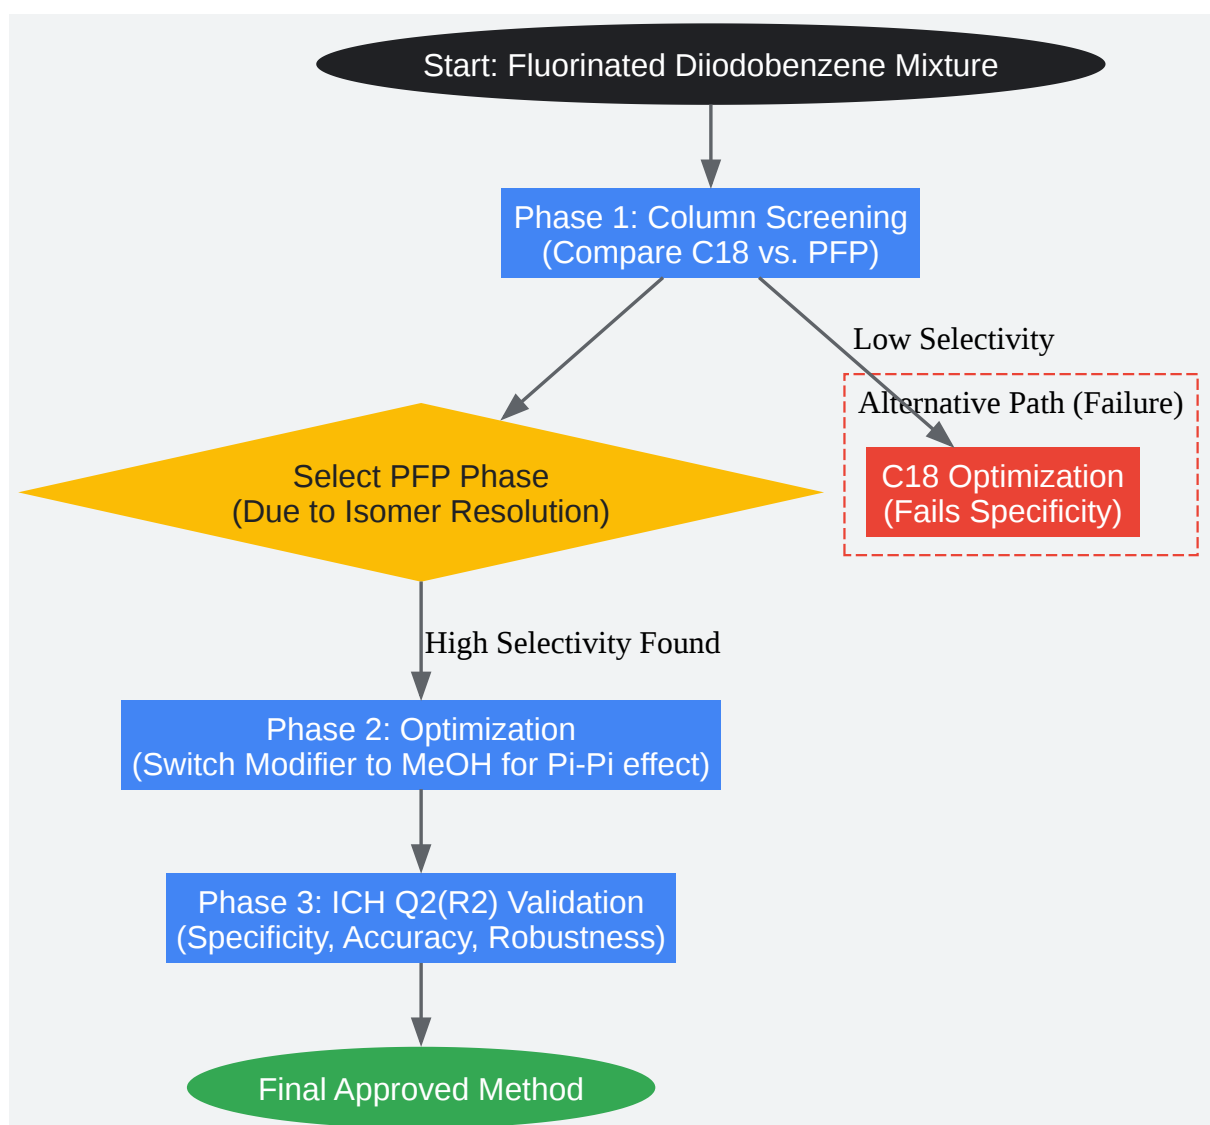 Start: Fluorinated Diiodobenzene Mixture
Phase 1: Column Screening
(Compare C18 vs. PFP)
Low Selectivity
Alternative Path (Failure)
Select PFP Phase
(Due to Isomer Resolution)
C18 Optimization
(Fails Specificity)
High Selectivity Found
Phase 2: Optimization
(Switch Modifier to MeOH for Pi-Pi effect)
Phase 3: ICH Q2(R2) Validation
(Specificity, Accuracy, Robustness)
Final Approved Method